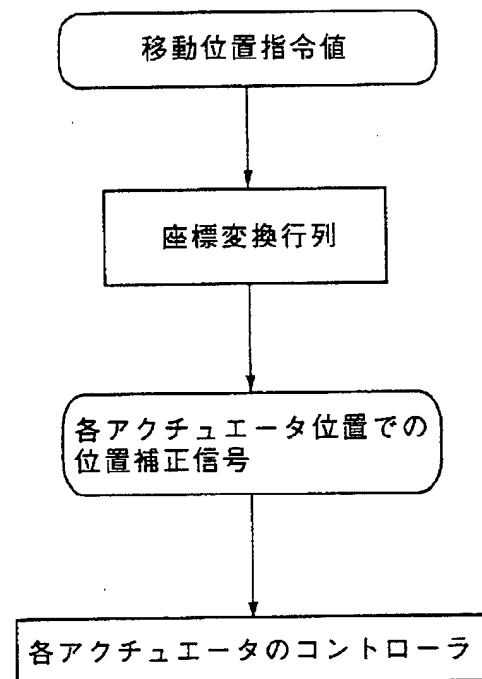 移動位置指令値
座標変換行列
各アクチュエータ位置での
位置補正信号
各アクチュエータのコントローラ